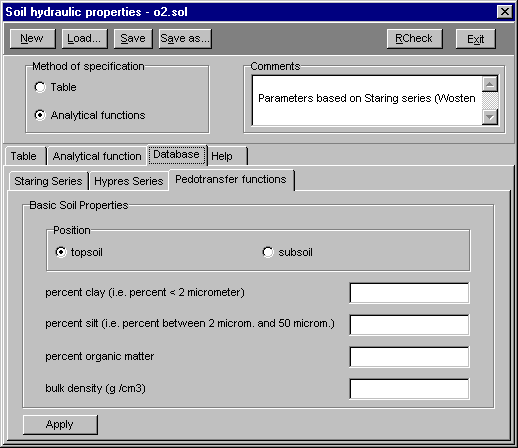 Soil hydraulic properties - o2.sol
New Load... Save Save as... RCheck Exit
Method of specification
Table
Analytical functions
Comments
Parameters based on Staring series (Wosten
Table Analytical function Database Help
Staring Series Hypres Series Pedotransfer functions
Basic Soil Properties
Position
topsoil subsoil
percent clay (i.e. percent < 2 micrometer)
percent silt (i.e. percent between 2 microm. and 50 microm.)
percent organic matter
bulk density (g /cm3)
Apply